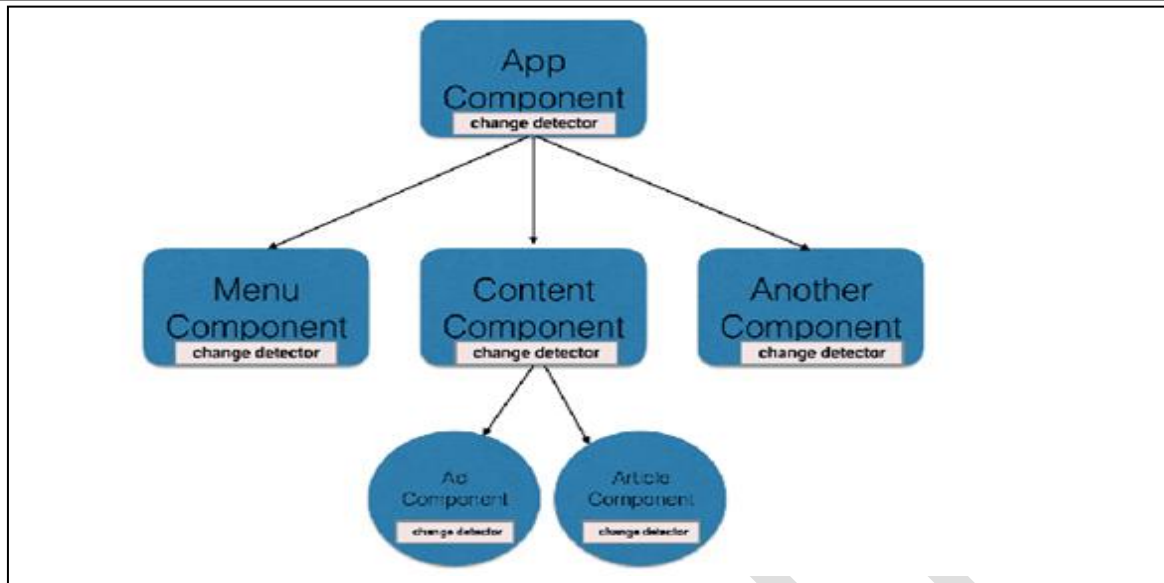 App
Component
change detector
Menu
Component
change detector
Content
Component
change detector
Another
Component
change detector
Ad
Component
change detector
Article
Component
change detector